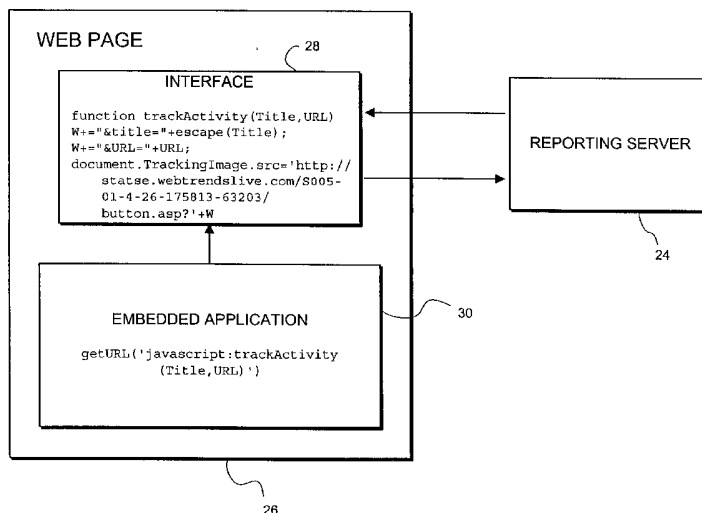 WEB PAGE
28
INTERFACE
function trackActivity(Title,URL)
W+="&title="+escape(Title);
W+="&URL="+URL;
document.TrackingImage.src='http://
statse.webtrendslive.com/S005-
01-4-26-175813-63203/
button.asp?'+W
REPORTING SERVER
24
EMBEDDED APPLICATION
getURL('javascript:trackActivity
(Title,URL)')
30
26